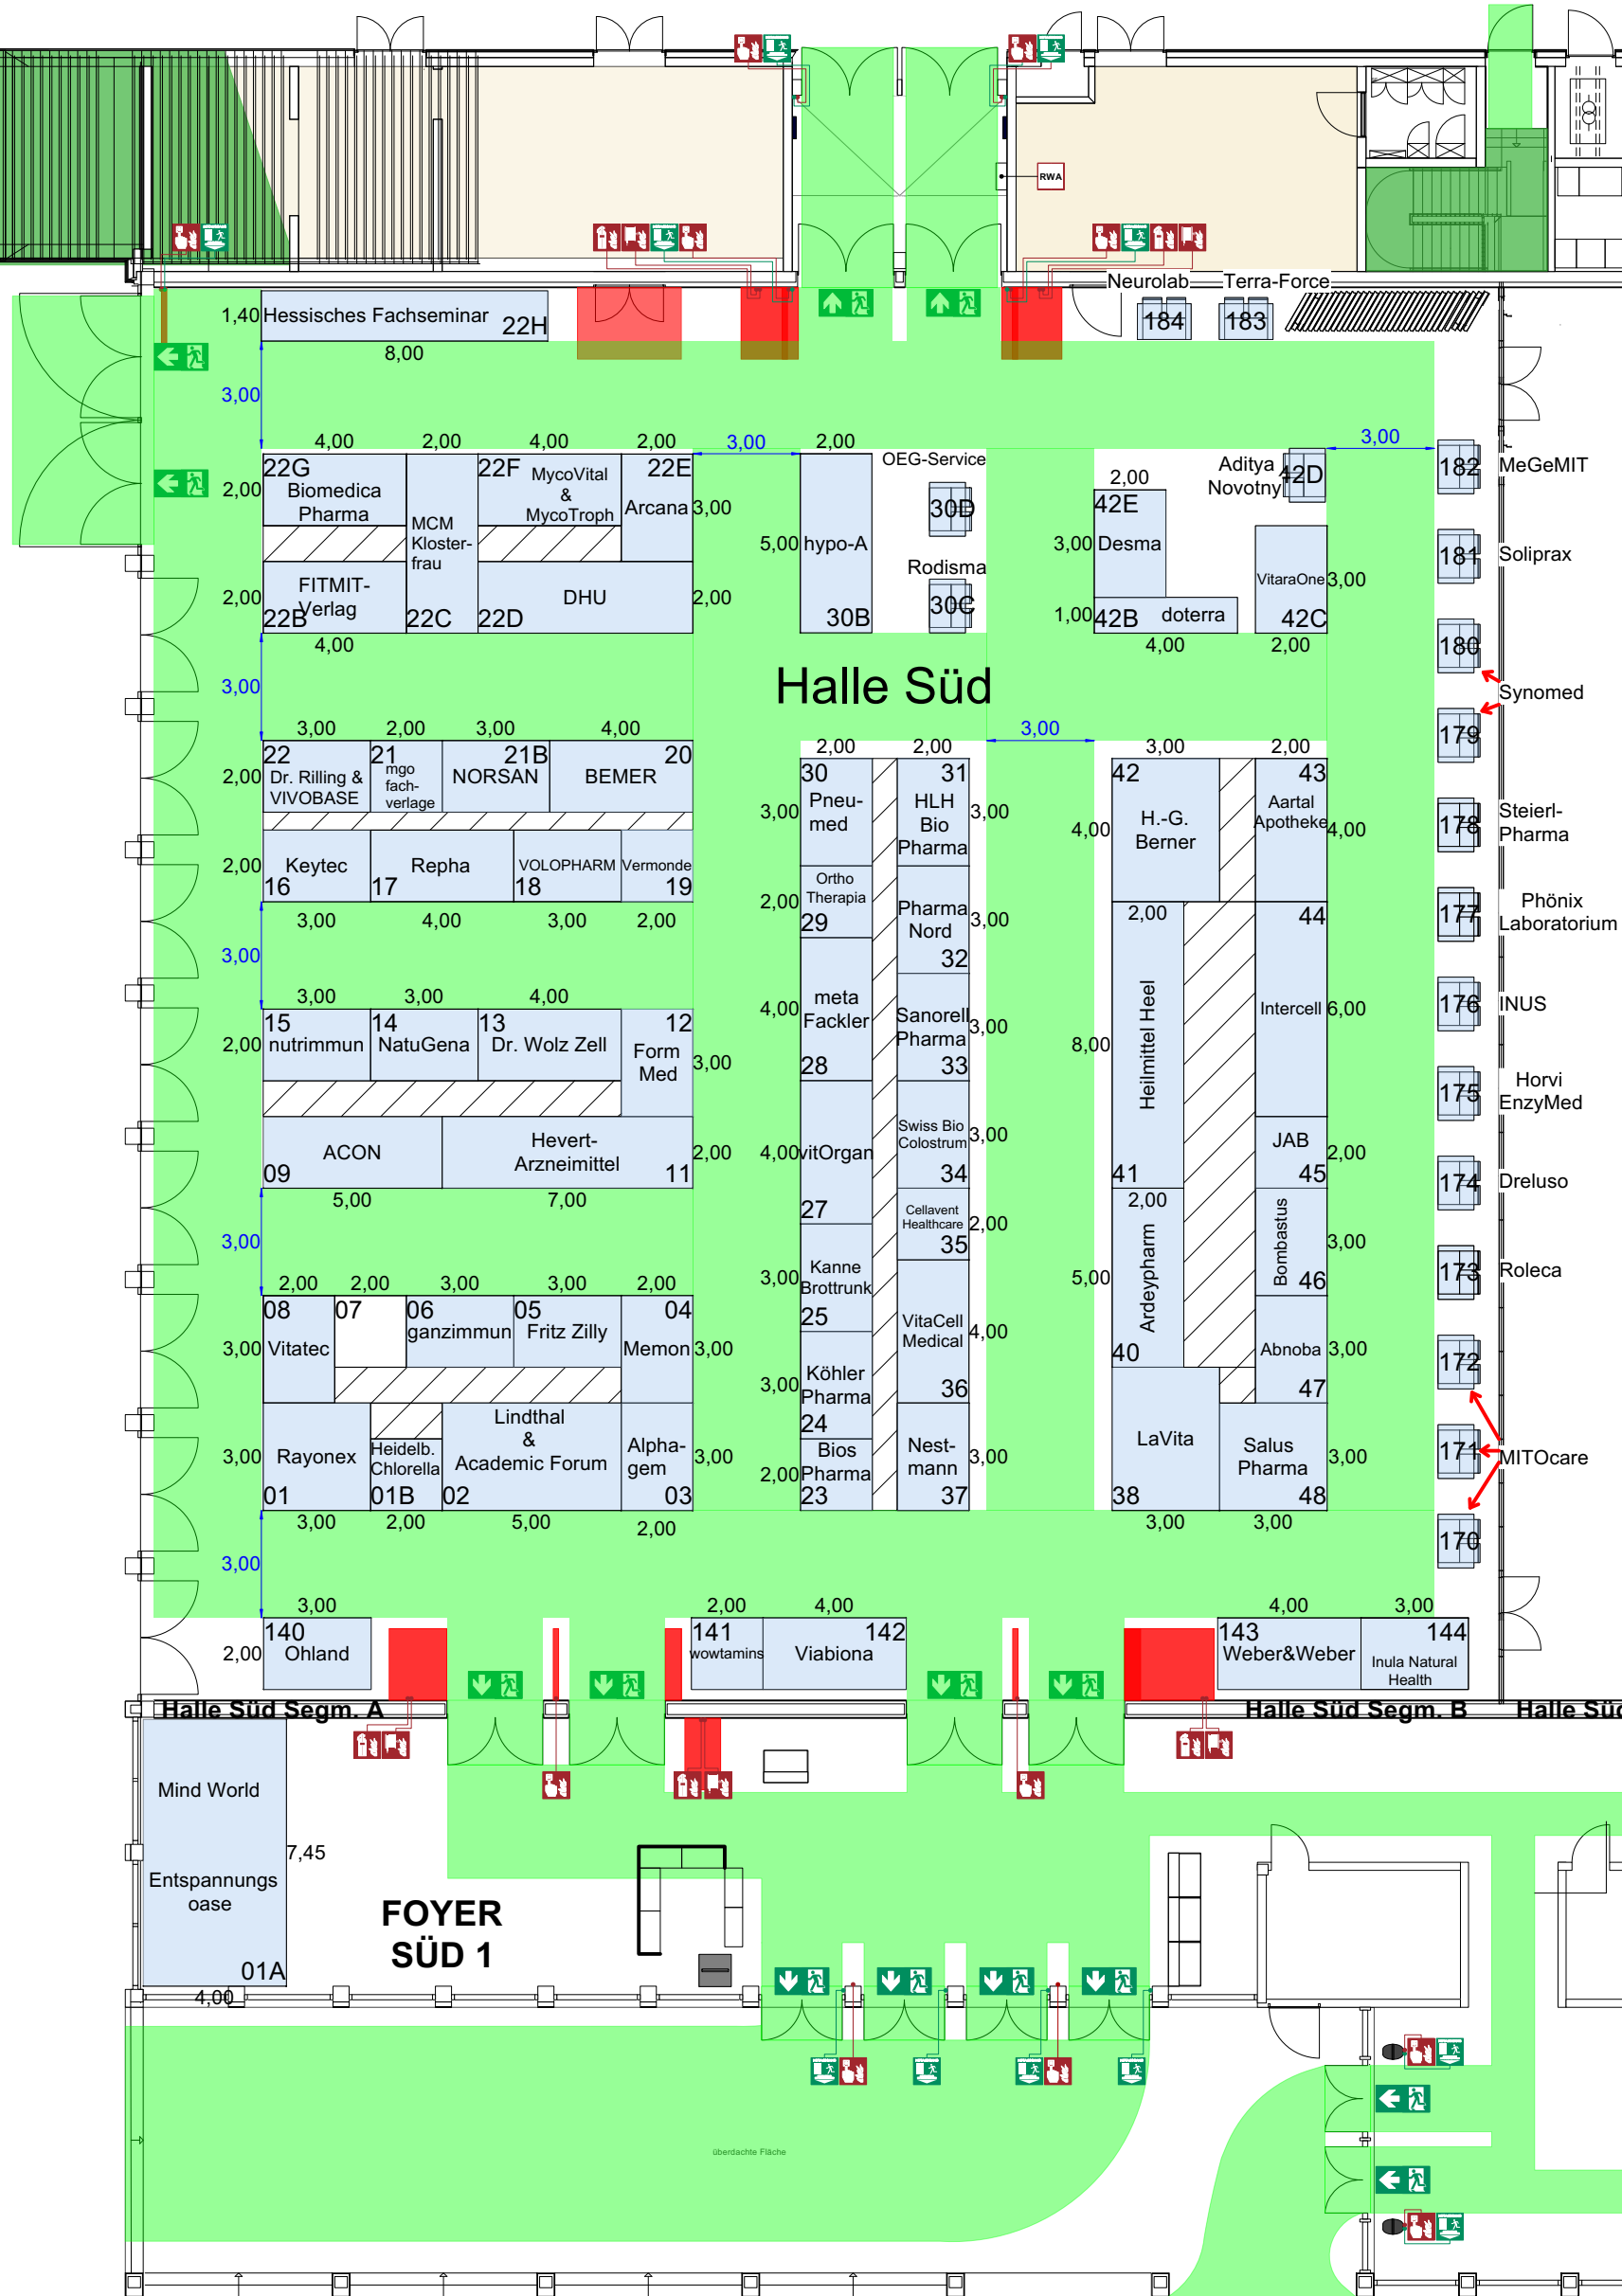 RWA
Neurolab
Terra-Force
184
183
1,40
Hessisches Fachseminar
22H
8,00
3,00
4,00
2,00
4,00
2,00
3,00
2,00
3,00
OEG-Service
Aditya
Novotny
42D
182
MeGeMIT
22G
Biomedica
Pharma
2,00
MCM
Kloster-
frau
22C
22F
MycoVital
&
MycoTroph
22E
Arcana
3,00
5,00
hypo-A
30B
30D
Rodisma
30C
2,00
42E
Desma
3,00
1,00
42B
doterra
VitaraOne
42C
3,00
181
Soliprax
FITMIT-
Verlag
22B
2,00
22D
DHU
2,00
4,00
4,00
2,00
180
3,00
Halle Süd
Synomed
179
3,00
3,00
2,00
3,00
4,00
2,00
2,00
3,00
2,00
2,00
22
Dr. Rilling &
VIVOBASE
21
mgo
fach-
verlage
21B
NORSAN
20
BEMER
30
Pneu-
med
3,00
31
HLH
Bio
Pharma
3,00
42
H.-G.
Berner
4,00
43
Aartal
Apotheke
4,00
178
Steierl-
Pharma
2,00
Keytec
16
Repha
17
VOLOPHARM
18
Vermonde
19
3,00
4,00
3,00
2,00
Ortho
Therapia
29
2,00
Pharma
Nord
32
3,00
2,00
44
Intercell
6,00
177
Phönix
Laboratorium
3,00
3,00
3,00
4,00
2,00
15
nutrimmun
14
NatuGena
13
Dr. Wolz Zell
12
Form
Med
3,00
4,00
meta
Fackler
28
Sanorell
Pharma
33
3,00
8,00
Heilmittel Heel
41
176
INUS
175
Horvi
EnzyMed
ACON
09
Hevert-
Arzneimittel
11
2,00
5,00
7,00
4,00
vitOrgan
27
Swiss Bio
Colostrum
34
3,00
JAB
45
2,00
174
Dreluso
3,00
Cellavent
Healthcare
35
2,00
2,00
Ardeypharm
40
5,00
Bombastus
46
3,00
173
Roleca
2,00
2,00
3,00
3,00
2,00
3,00
08
Vitatec
07
06
ganzimmun
05
Fritz Zilly
04
Memon
3,00
3,00
Kanne
Brottrunk
25
VitaCell
Medical
36
4,00
Abnoba
47
3,00
172
3,00
Köhler
Pharma
24
3,00
Rayonex
01
Heidelb.
Chlorella
01B
Lindthal
&
Academic Forum
02
Alpha-
gem
03
3,00
2,00
Bios
Pharma
23
Nest-
mann
37
3,00
LaVita
38
Salus
Pharma
48
3,00
171
MITOcare
3,00
2,00
5,00
2,00
3,00
3,00
170
3,00
3,00
2,00
4,00
4,00
3,00
2,00
140
Ohland
141
wowtamins
142
Viabiona
143
Weber&Weber
144
Inula Natural
Health
Halle Süd Segm. A
Halle Süd Segm. B
Halle Süd
Mind World
7,45
Entspannungs
oase
01A
4,00
FOYER
SÜD 1
überdachte Fläche